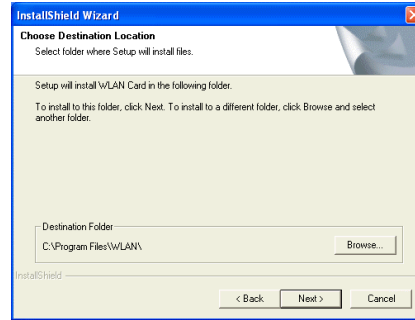 InstallShield Wizard
Choose Destination Location
Select folder where Setup will install files.
Setup will install WLAN Card in the following folder.
To install to this folder, click Next. To install to a different folder, click Browse and select
another folder.
Destination Folder
C:\Program Files\WLAN\
Browse...
InstallShield
< Back
Next >
Cancel